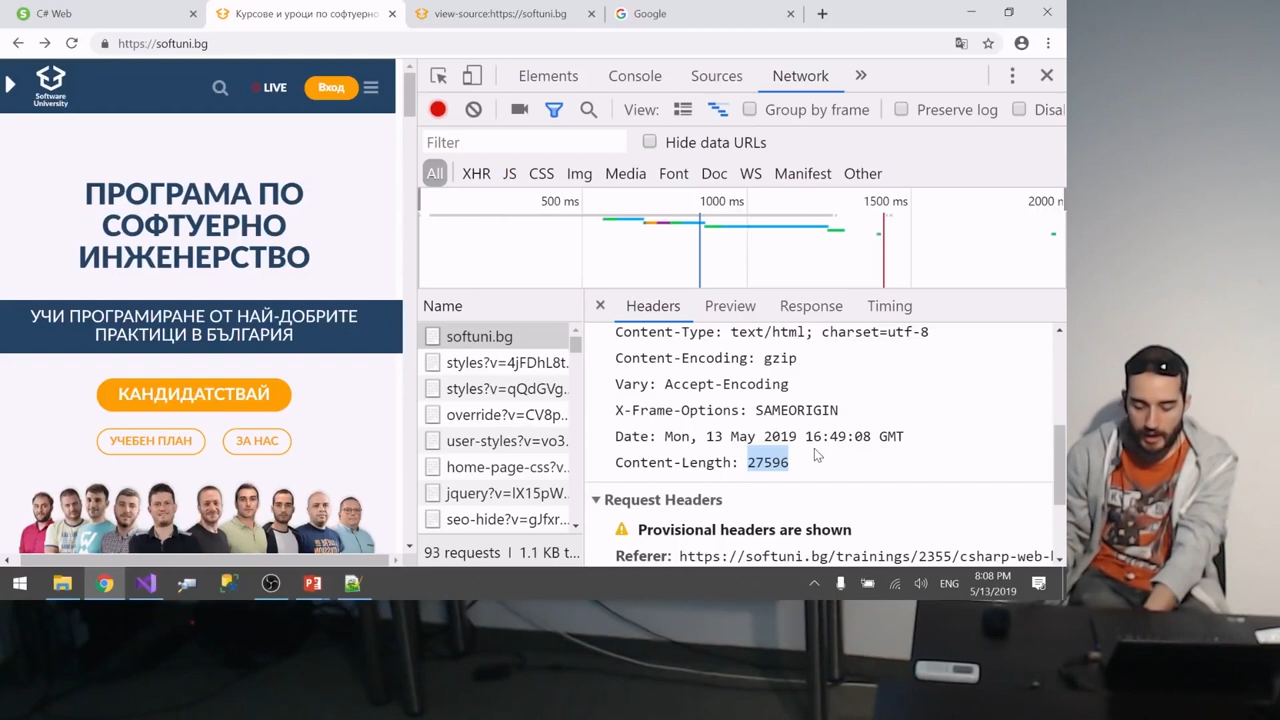 C# Web
Курсове и уроци по софтуерно
view-source:https://softuni.bg
Google
https://softuni.bg
Software
University
LIVE
Вход
ПРОГРАМА ПО
СОФТУЕРНО
ИНЖЕНЕРСТВО
УЧИ ПРОГРАМИРАНЕ ОТ НАЙ-ДОБРИТЕ
ПРАКТИЦИ В БЪЛГАРИЯ
КАНДИДАТСТВАЙ
УЧЕБЕН ПЛАН
ЗА НАС
Elements Console Sources Network
View: Group by frame Preserve log Disa
Filter Hide data URLs
All XHR JS CSS Img Media Font Doc WS Manifest Other
500 ms 1000 ms 1500 ms 2000 m
Name
softuni.bg
styles?v=4jFDhL8t..
styles?v=qQdGVg..
override?v=CV8p..
user-styles?v=vo3..
home-page-css?v..
jquery?v=lX15pW..
seo-hide?v=gJfxr..
93 requests | 1.1 KB t...
Headers Preview Response Timing
Content-Type: text/html; charset=utf-8
Content-Encoding: gzip
Vary: Accept-Encoding
X-Frame-Options: SAMEORIGIN
Date: Mon, 13 May 2019 16:49:08 GMT
Content-Length: 27596
Request Headers
Provisional headers are shown
Referer: https://softuni.bg/trainings/2355/csharp-web-b
ENG
8:08 PM
5/13/2019